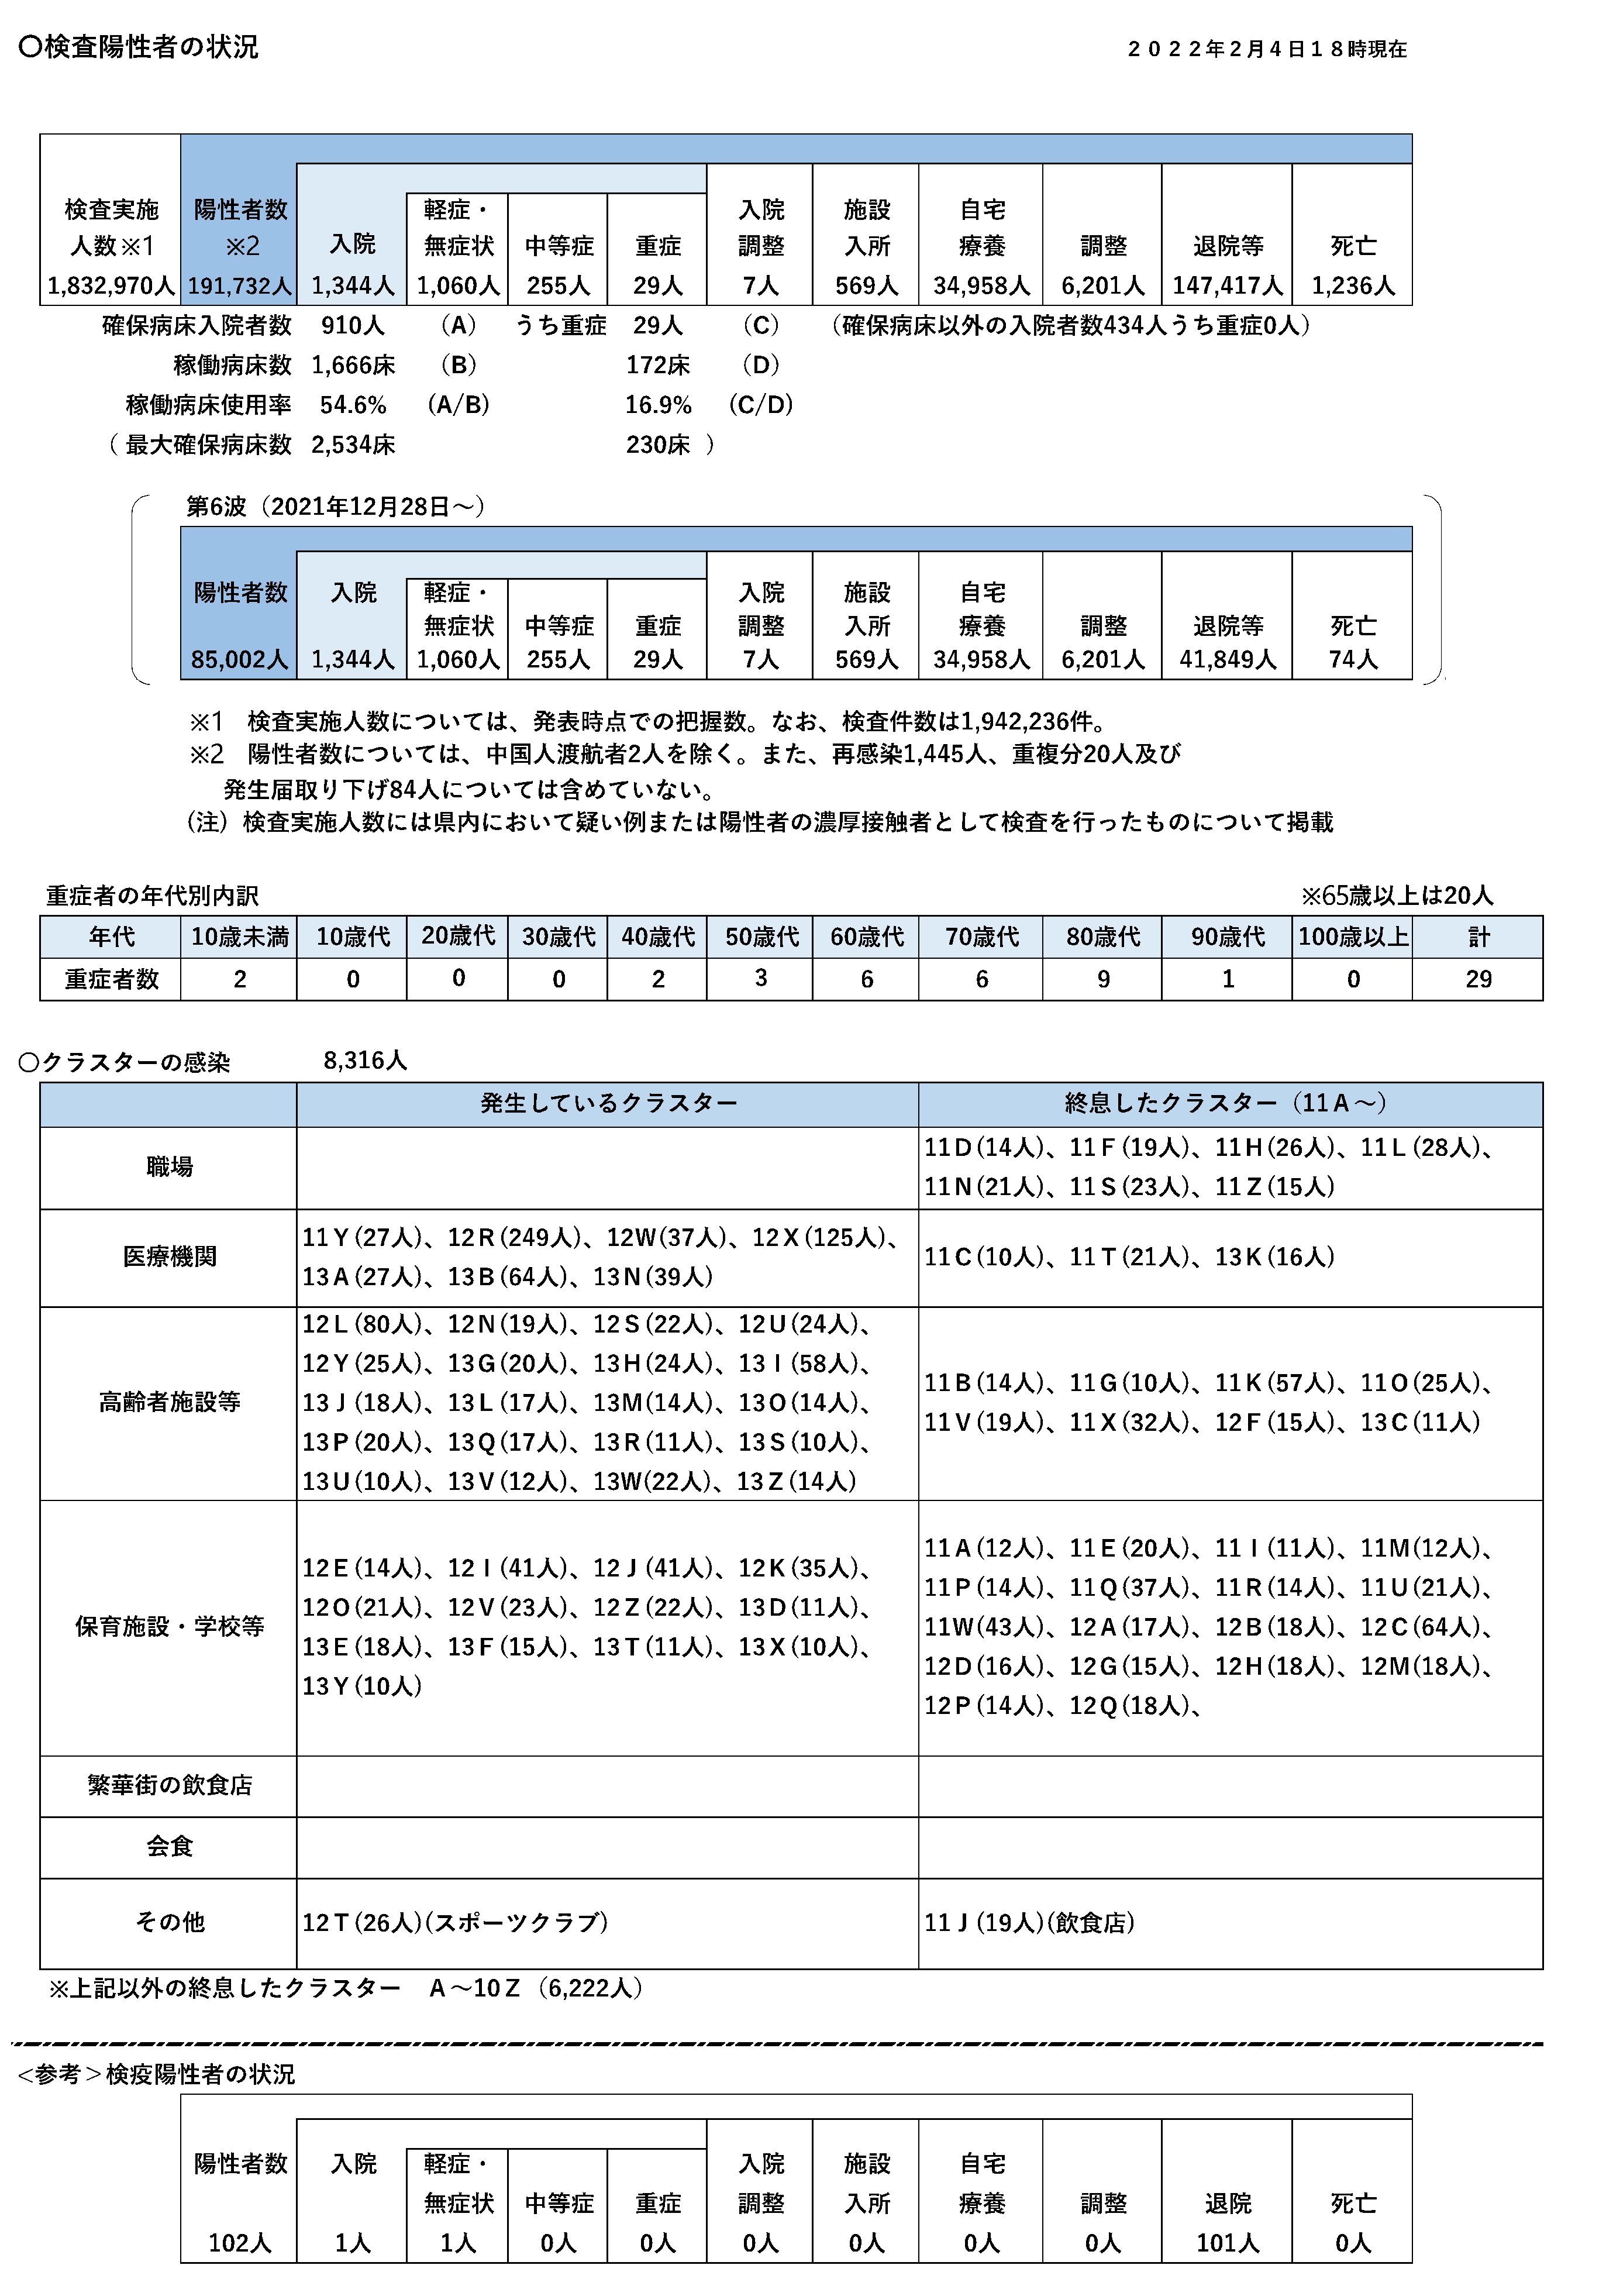 〇検査陽性者の状況
２０２２年２月４日１８時現在
検査実施 陽性者数 軽症・ 入院 施設 自宅
人数※1 ※2 入院 無症状 中等症 重症 調整 入所 療養 調整 退院等 死亡
1,832,970人 191,732人 1,344人 1,060人 255人 29人 7人 569人 34,958人 6,201人 147,417人 1,236人
確保病床入院者数 910人 （A） うち重症 29人 （C） （確保病床以外の入院者数434人うち重症0人）
稼働病床数 1,666床 （B） 172床 （D）
稼働病床使用率 54.6% (A/B) 16.9% (C/D)
（ 最大確保病床数 2,534床 230床 ）
第6波（2021年12月28日～）
陽性者数 入院 軽症・ 入院 施設 自宅
無症状 中等症 重症 調整 入所 療養 調整 退院等 死亡
85,002人 1,344人 1,060人 255人 29人 7人 569人 34,958人 6,201人 41,849人 74人
※1　検査実施人数については、発表時点での把握数。なお、検査件数は1,942,236件。
※2　陽性者数については、中国人渡航者2人を除く。また、再感染1,445人、重複分20人及び
発生届取り下げ84人については含めていない。
（注）検査実施人数には県内において疑い例または陽性者の濃厚接触者として検査を行ったものについて掲載
重症者の年代別内訳 ※65歳以上は20人
年代 10歳未満 10歳代 20歳代 30歳代 40歳代 50歳代 60歳代 70歳代 80歳代 90歳代 100歳以上 計
重症者数 2 0 0 0 2 3 6 6 9 1 0 29
〇クラスターの感染 8,316人
発生しているクラスター 終息したクラスター（11Ａ～）
職場
11Ｄ(14人)、11Ｆ(19人)、11Ｈ(26人)、11Ｌ(28人)、
11Ｎ(21人)、11Ｓ(23人)、11Ｚ(15人)
医療機関
11Ｙ(27人)、12Ｒ(249人)、12Ｗ(37人)、12Ｘ(125人)、
13Ａ(27人)、13Ｂ(64人)、13Ｎ(39人)
11Ｃ(10人)、11Ｔ(21人)、13Ｋ(16人)
高齢者施設等
12Ｌ(80人)、12Ｎ(19人)、12Ｓ(22人)、12Ｕ(24人)、
12Ｙ(25人)、13Ｇ(20人)、13Ｈ(24人)、13Ｉ(58人)、
13Ｊ(18人)、13Ｌ(17人)、13Ｍ(14人)、13Ｏ(14人)、
13Ｐ(20人)、13Ｑ(17人)、13Ｒ(11人)、13Ｓ(10人)、
13Ｕ(10人)、13Ｖ(12人)、13Ｗ(22人)、13Ｚ(14人)
11Ｂ(14人)、11Ｇ(10人)、11Ｋ(57人)、11Ｏ(25人)、
11Ｖ(19人)、11Ｘ(32人)、12Ｆ(15人)、13Ｃ(11人)
保育施設・学校等
12Ｅ(14人)、12Ｉ(41人)、12Ｊ(41人)、12Ｋ(35人)、
12Ｏ(21人)、12Ｖ(23人)、12Ｚ(22人)、13Ｄ(11人)、
13Ｅ(18人)、13Ｆ(15人)、13Ｔ(11人)、13Ｘ(10人)、
13Ｙ(10人)
11Ａ(12人)、11Ｅ(20人)、11Ｉ(11人)、11Ｍ(12人)、
11Ｐ(14人)、11Ｑ(37人)、11Ｒ(14人)、11Ｕ(21人)、
11Ｗ(43人)、12Ａ(17人)、12Ｂ(18人)、12Ｃ(64人)、
12Ｄ(16人)、12Ｇ(15人)、12Ｈ(18人)、12Ｍ(18人)、
12Ｐ(14人)、12Ｑ(18人)、
繁華街の飲食店
会食
その他 12Ｔ(26人)(スポーツクラブ) 11Ｊ(19人)(飲食店)
※上記以外の終息したクラスター　Ａ～10Ｚ（6,222人）
＜参考＞検疫陽性者の状況
陽性者数 入院 軽症・ 入院 施設 自宅
無症状 中等症 重症 調整 入所 療養 調整 退院 死亡
102人 1人 1人 0人 0人 0人 0人 0人 0人 101人 0人